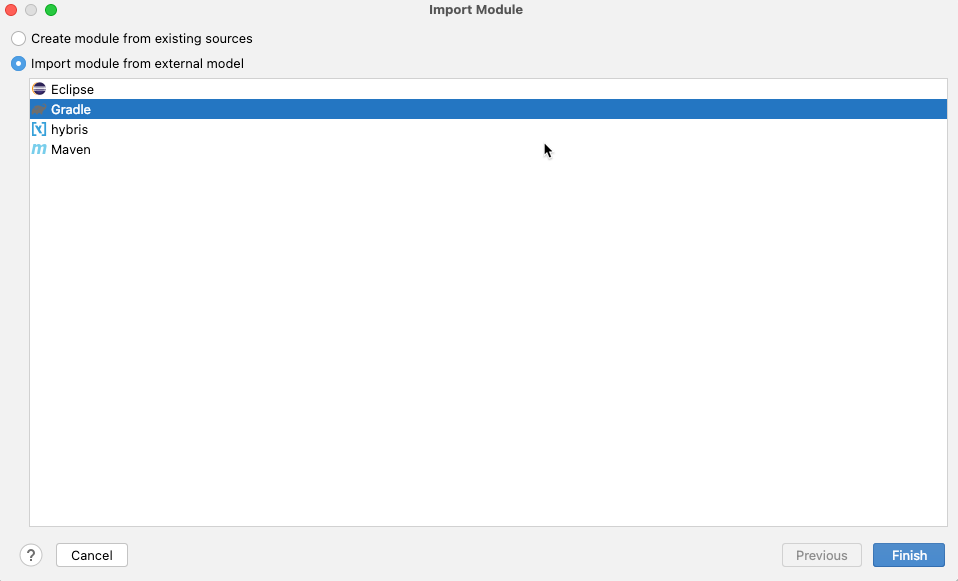 Import Module
Create module from existing sources
Import module from external model
Eclipse
Gradle
hybris
Maven
? Cancel Previous Finish